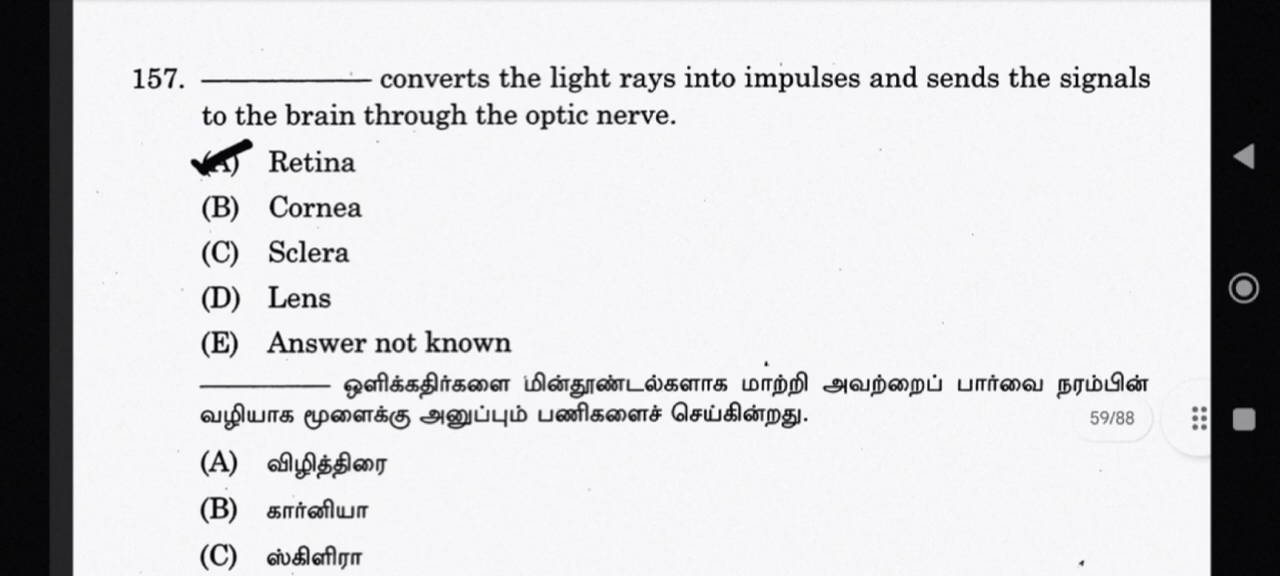 157. ____________ converts the light rays into impulses and sends the signals
to the brain through the optic nerve.
(A) Retina
(B) Cornea
(C) Sclera
(D) Lens
(E) Answer not known
____________ ஒளிக்கதிர்களை மின்தூண்டல்களாக மாற்றி அவற்றைப் பார்வை நரம்பின்
வழியாக மூளைக்கு அனுப்பும் பணிகளைச் செய்கின்றது.
59/88
(A) விழித்திரை
(B) கார்னியா
(C) ஸ்கிளிரா